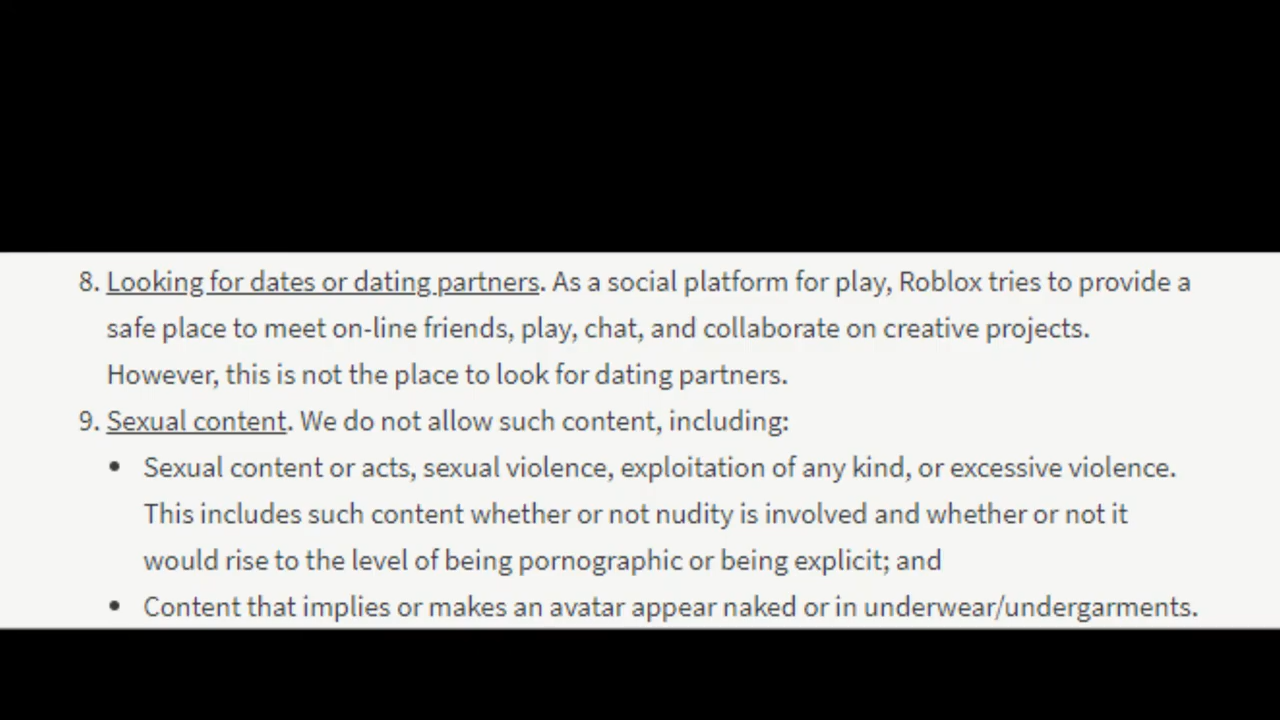 8. Looking for dates or dating partners. As a social platform for play, Roblox tries to provide a
safe place to meet on-line friends, play, chat, and collaborate on creative projects.
However, this is not the place to look for dating partners.
9. Sexual content. We do not allow such content, including:
• Sexual content or acts, sexual violence, exploitation of any kind, or excessive violence.
This includes such content whether or not nudity is involved and whether or not it
would rise to the level of being pornographic or being explicit; and
• Content that implies or makes an avatar appear naked or in underwear/undergarments.